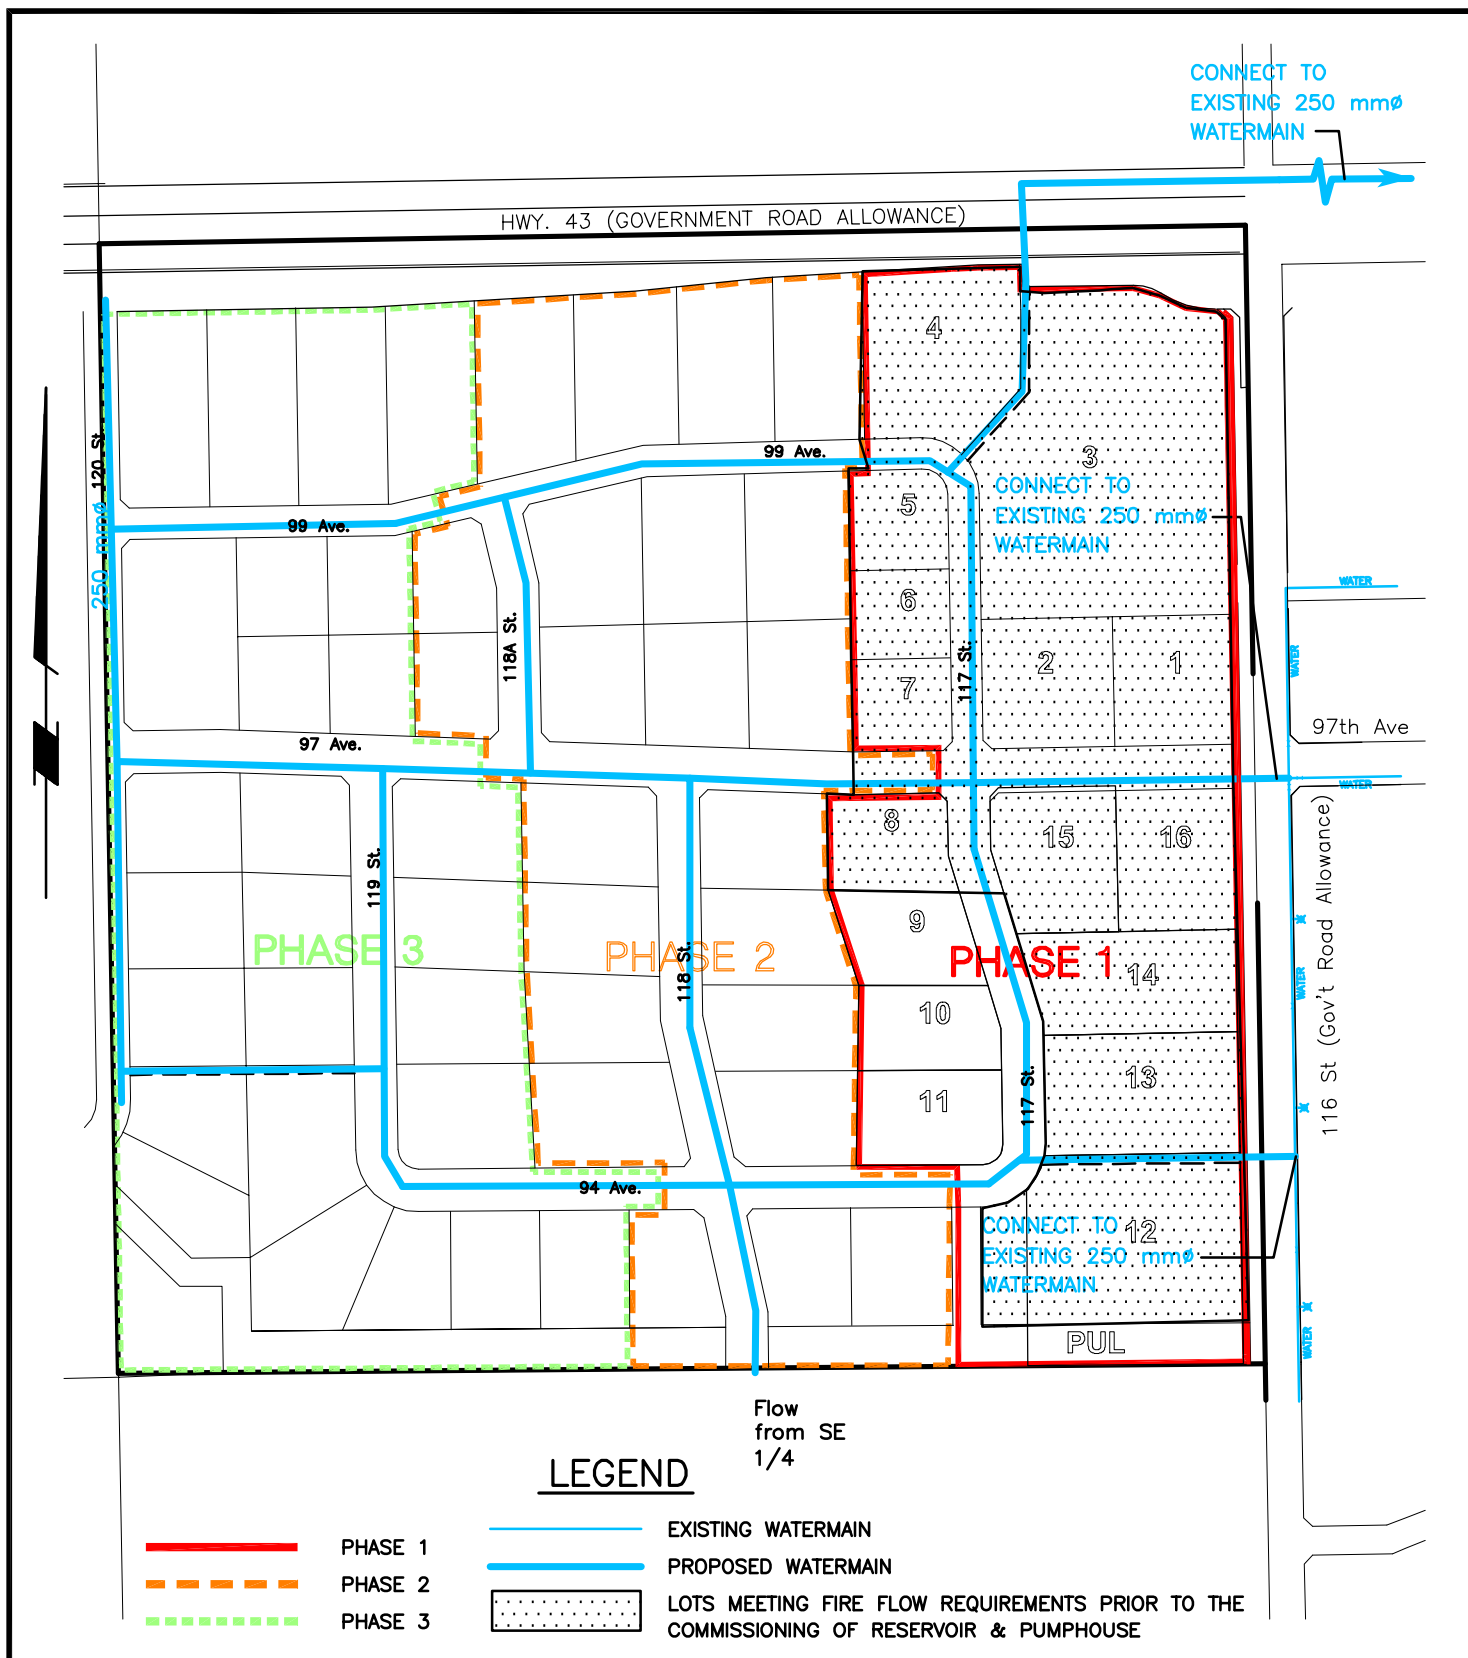 CONNECT TO
EXISTING 250 mmø
WATERMAIN
HWY. 43 (GOVERNMENT ROAD ALLOWANCE)
4
3
99 Ave.
120 St.
250 mmø
99 Ave.
5
CONNECT TO
EXISTING 250 mmø
WATERMAIN
6
WATER
118A St.
117 St.
2
1
WATER
7
97 Ave.
97th Ave
WATER
8
15
16
119 St.
9
PHASE 3
PHASE 2
PHASE 1
118 St.
14
WATER
116 St (Gov't Road Allowance)
10
11
117 St.
13
94 Ave.
CONNECT TO
EXISTING 250 mmø
WATERMAIN
12
WATER
PUL
Flow
from SE
1/4
LEGEND
PHASE 1
PHASE 2
PHASE 3
EXISTING WATERMAIN
PROPOSED WATERMAIN
LOTS MEETING FIRE FLOW REQUIREMENTS PRIOR TO THE
COMMISSIONING OF RESERVOIR & PUMPHOUSE